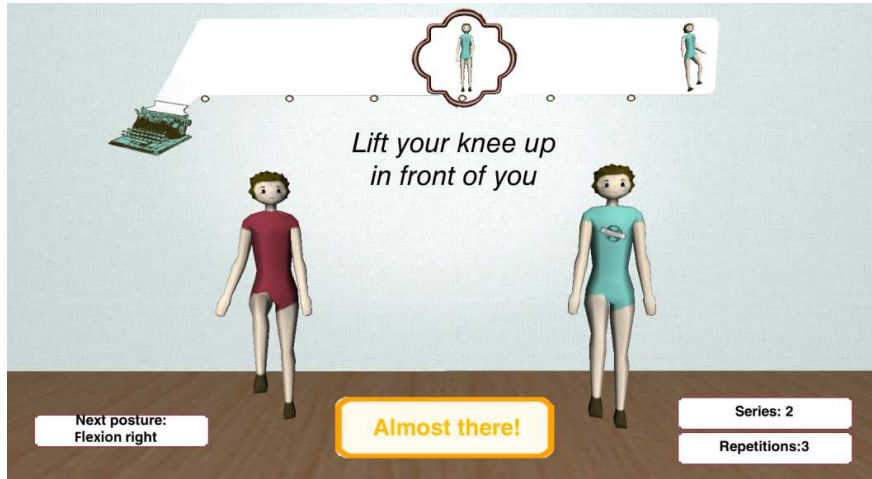 Lift your knee up
in front of you
Next posture:
Flexion right
Almost there!
Series: 2
Repetitions:3